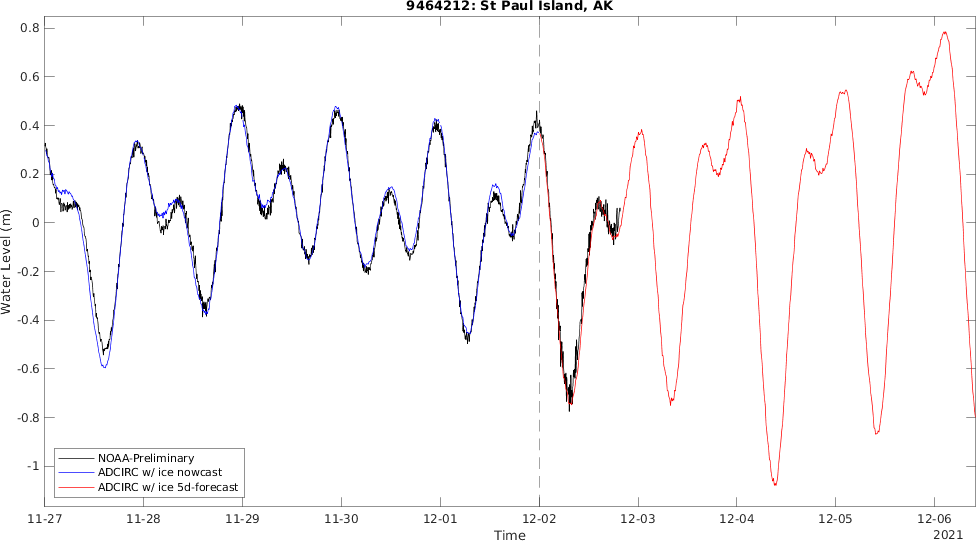 9464212: St Paul Island, AK
0.8
0.6
0.4
0.2
0
-0.2
-0.4
-0.6
-0.8
-1
Water Level (m)
NOAA-Preliminary
ADCIRC w/ ice nowcast
ADCIRC w/ ice 5d-forecast
11-27 11-28 11-29 11-30 12-01 12-02 12-03 12-04 12-05 12-06
Time
2021